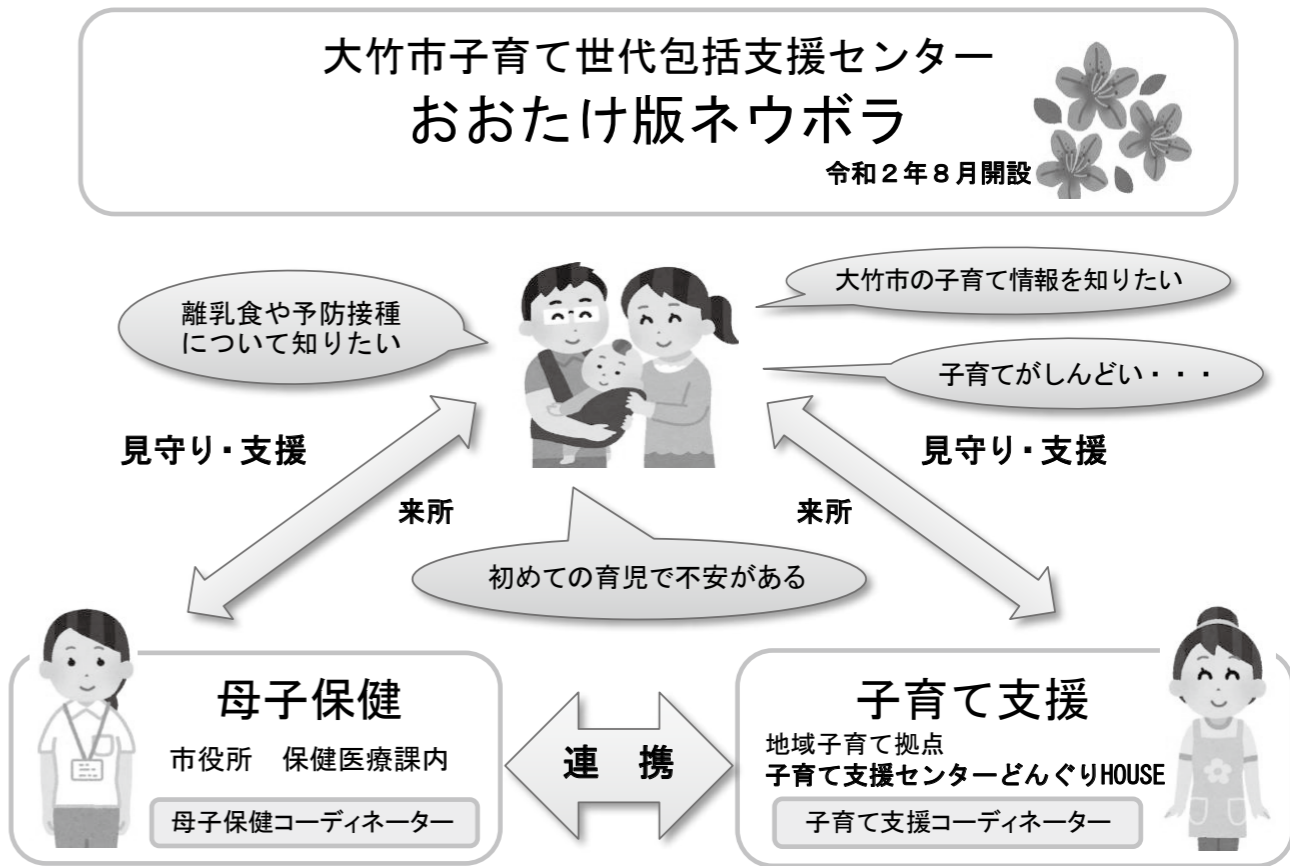 大竹市子育て世代包括支援センター
おおたけ版ネウボラ
令和2年8月開設
離乳食や予防接種
について知りたい
大竹市の子育て情報を知りたい
子育てがしんどい・・・
見守り・支援
見守り・支援
来所
来所
初めての育児で不安がある
母子保健
市役所　保健医療課内
母子保健コーディネーター
連　携
子育て支援
地域子育て拠点
子育て支援センターどんぐりHOUSE
子育て支援コーディネーター